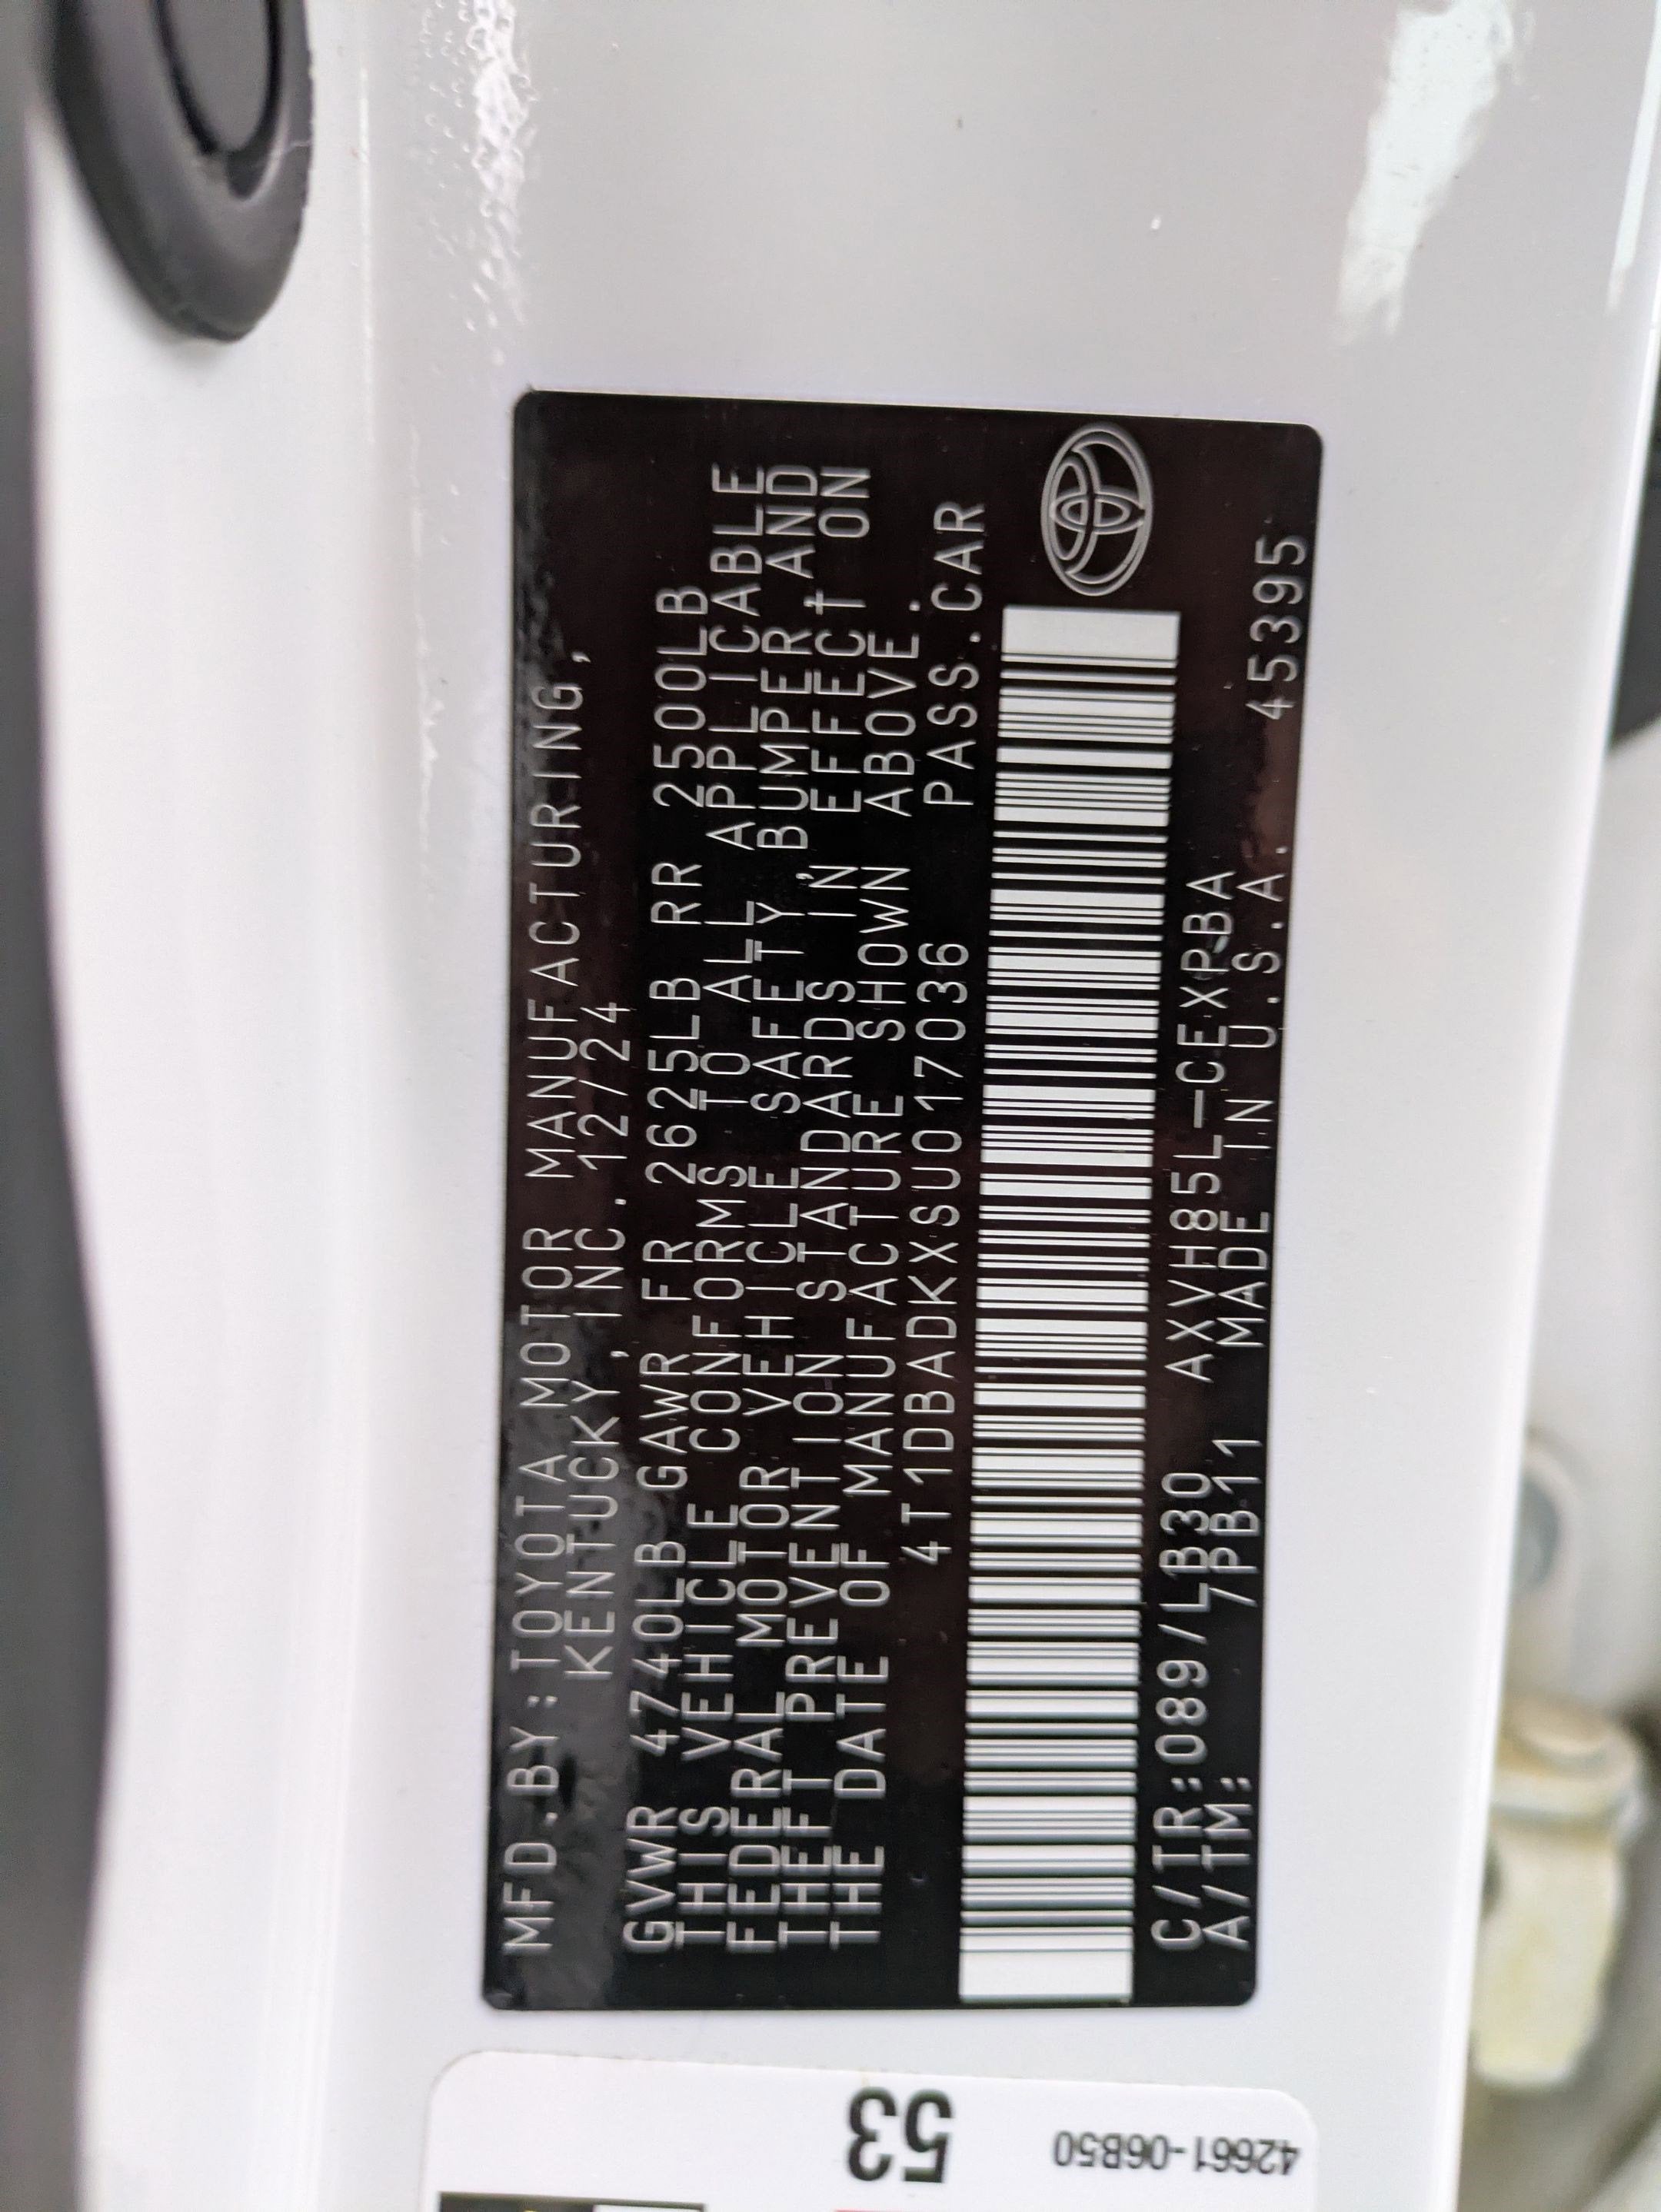 MFD.BY:TOYOTA MOTOR MANUFACTURING,
KENTUCKY, INC. 12/24
GVWR 4740LB GAWR FR 2625LB RR 2500LB
THIS VEHICLE CONFORMS TO ALL APPLICABLE
FEDERAL MOTOR VEHICLE SAFETY, BUMPER AND
THEFT PREVENTION STANDARDS IN EFFECT ON
THE DATE OF MANUFACTURE SHOWN ABOVE.
4T1DBADKXSU017036 PASS.CAR
C/TR:089/LB30 AXVH85L-CEXPBA
A/TM: /PB11 MADE IN U.S.A. 45395
53
42661-06B50